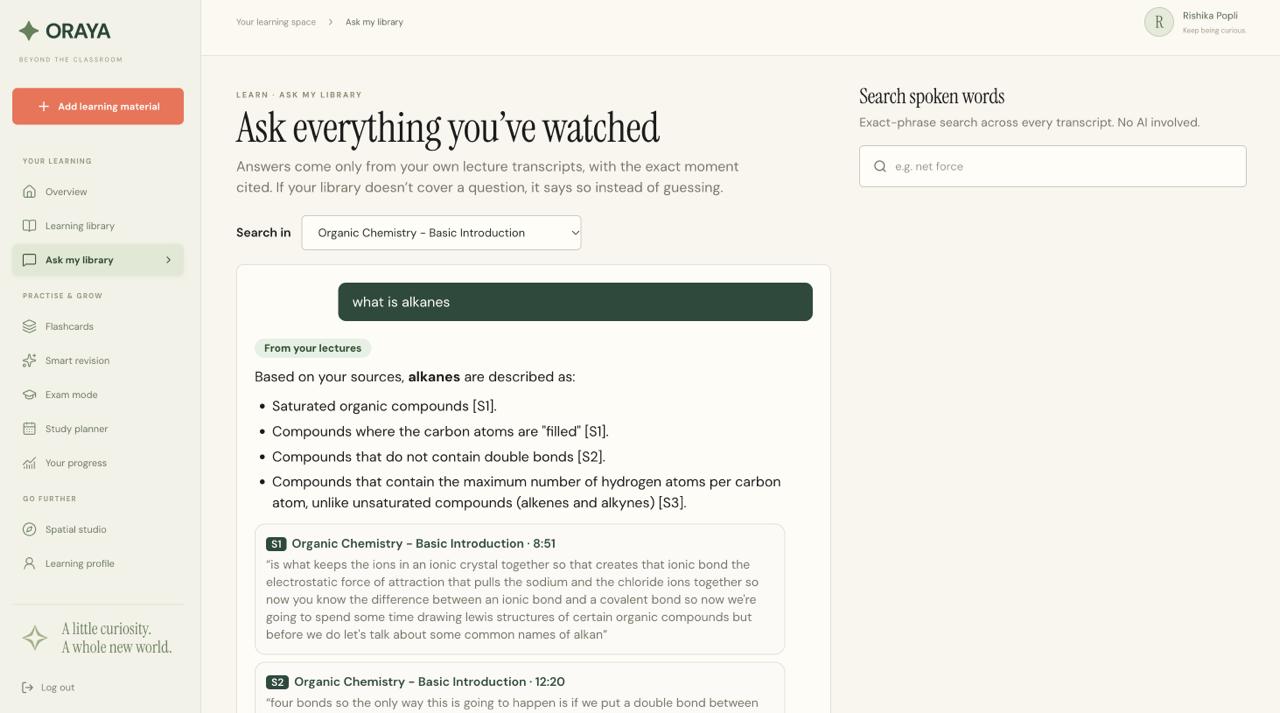 ORAYA
BEYOND THE CLASSROOM
Add learning material
YOUR LEARNING
Overview
Learning library
Ask my library
PRACTISE & GROW
Flashcards
Smart revision
Exam mode
Study planner
Your progress
GO FURTHER
Spatial studio
Learning profile
A little curiosity.
A whole new world.
Log out
Your learning space > Ask my library
R
Rishika Popli
Keep being curious.
LEARN · ASK MY LIBRARY
Ask everything you’ve watched
Answers come only from your own lecture transcripts, with the exact moment
cited. If your library doesn’t cover a question, it says so instead of guessing.
Search in
Organic Chemistry - Basic Introduction
what is alkanes
From your lectures
Based on your sources, alkanes are described as:
• Saturated organic compounds [S1].
• Compounds where the carbon atoms are "filled" [S1].
• Compounds that do not contain double bonds [S2].
• Compounds that contain the maximum number of hydrogen atoms per carbon
atom, unlike unsaturated compounds (alkenes and alkynes) [S3].
S1 Organic Chemistry - Basic Introduction · 8:51
“is what keeps the ions in an ionic crystal together so that creates that ionic bond the
electrostatic force of attraction that pulls the sodium and the chloride ions together so
now you know the difference between an ionic bond and a covalent bond so now we're
going to spend some time drawing lewis structures of certain organic compounds but
before we do let's talk about some common names of alkan”
S2 Organic Chemistry - Basic Introduction · 12:20
“four bonds so the only way this is going to happen is if we put a double bond between
Search spoken words
Exact-phrase search across every transcript. No AI involved.
e.g. net force